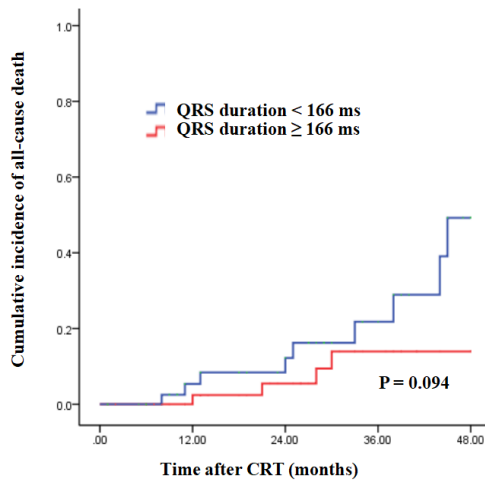 Cumulative incidence of all-cause death
1.0
0.8
0.6
0.4
0.2
0.0
QRS duration < 166 ms
QRS duration ≥ 166 ms
P = 0.094
.00 12.00 24.00 36.00 48.00
Time after CRT (months)